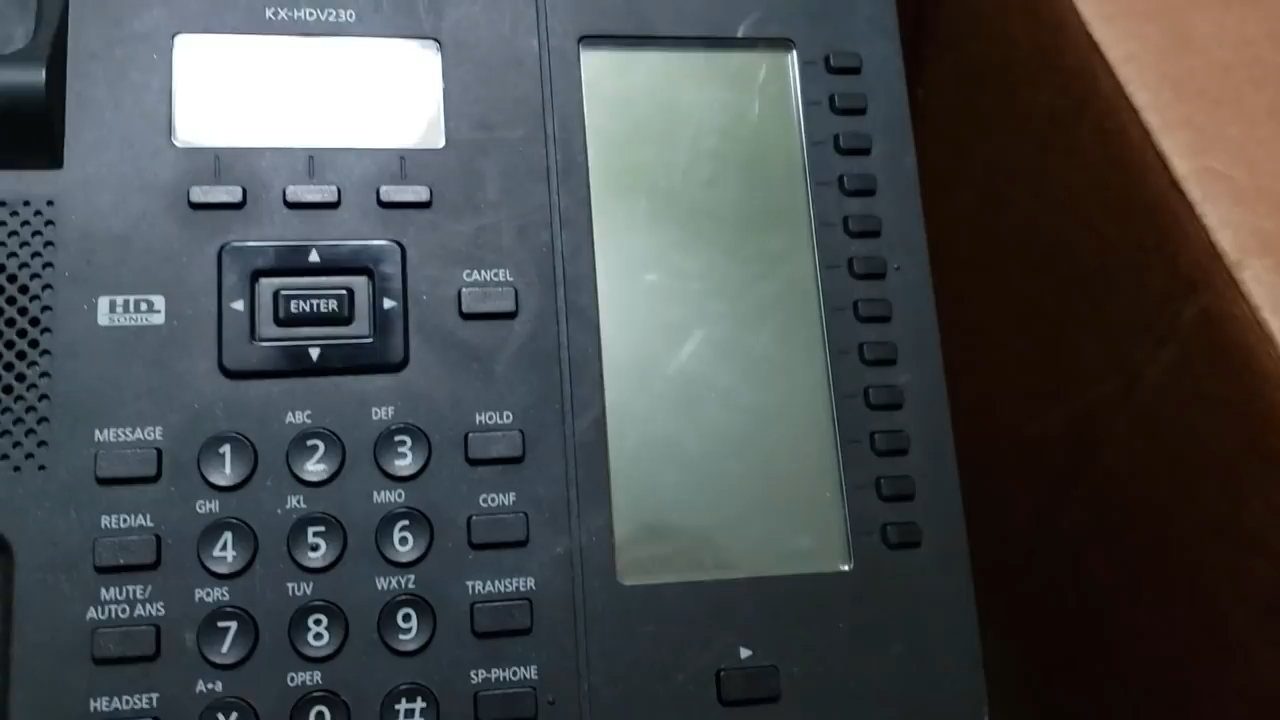 KX-HDV230
ENTER
CANCEL
HD
SONIC
MESSAGE
1
ABC
2
DEF
3
HOLD
REDIAL
GHI
4
JKL
5
MNO
6
CONF
MUTE/
AUTO ANS
PQRS
7
TUV
8
WXYZ
9
TRANSFER
HEADSET
A→a
OPER
0
#
SP-PHONE